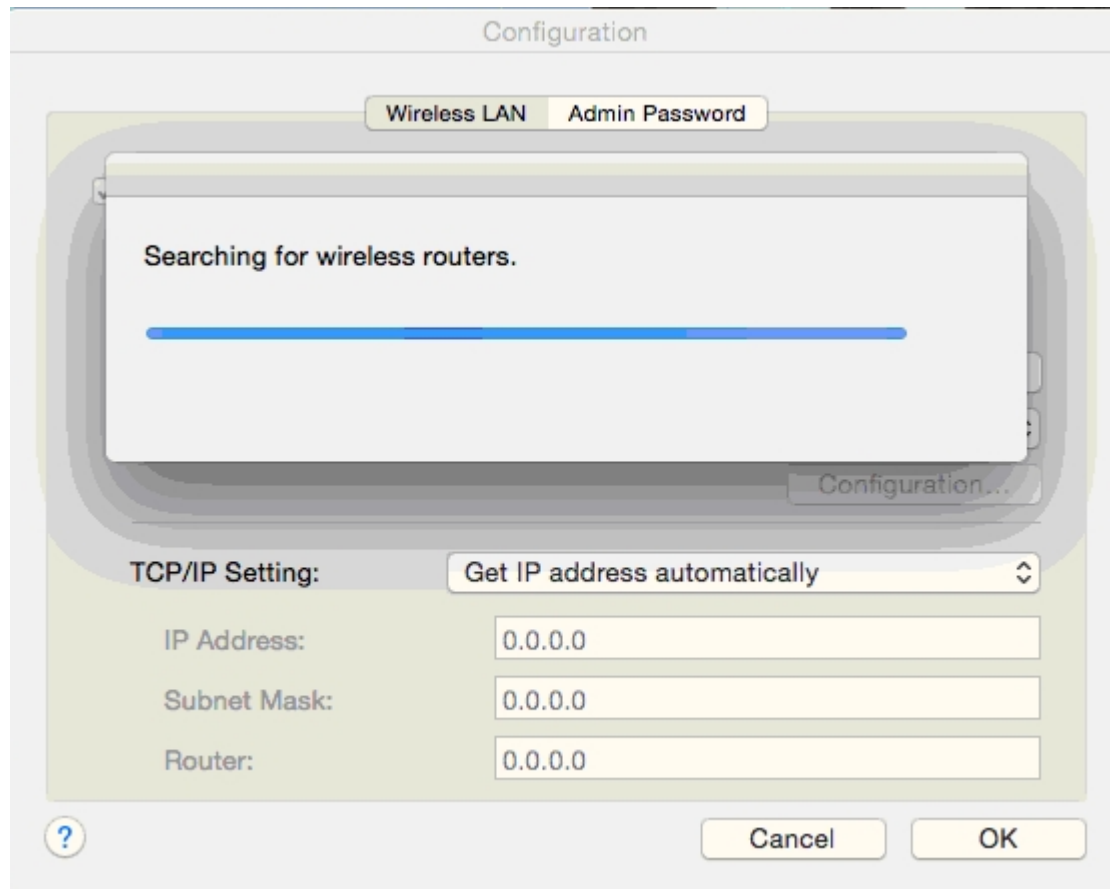 Configuration
Wireless LAN Admin Password
Searching for wireless routers.
Configuration...
TCP/IP Setting: Get IP address automatically
IP Address: 0.0.0.0
Subnet Mask: 0.0.0.0
Router: 0.0.0.0
? Cancel OK